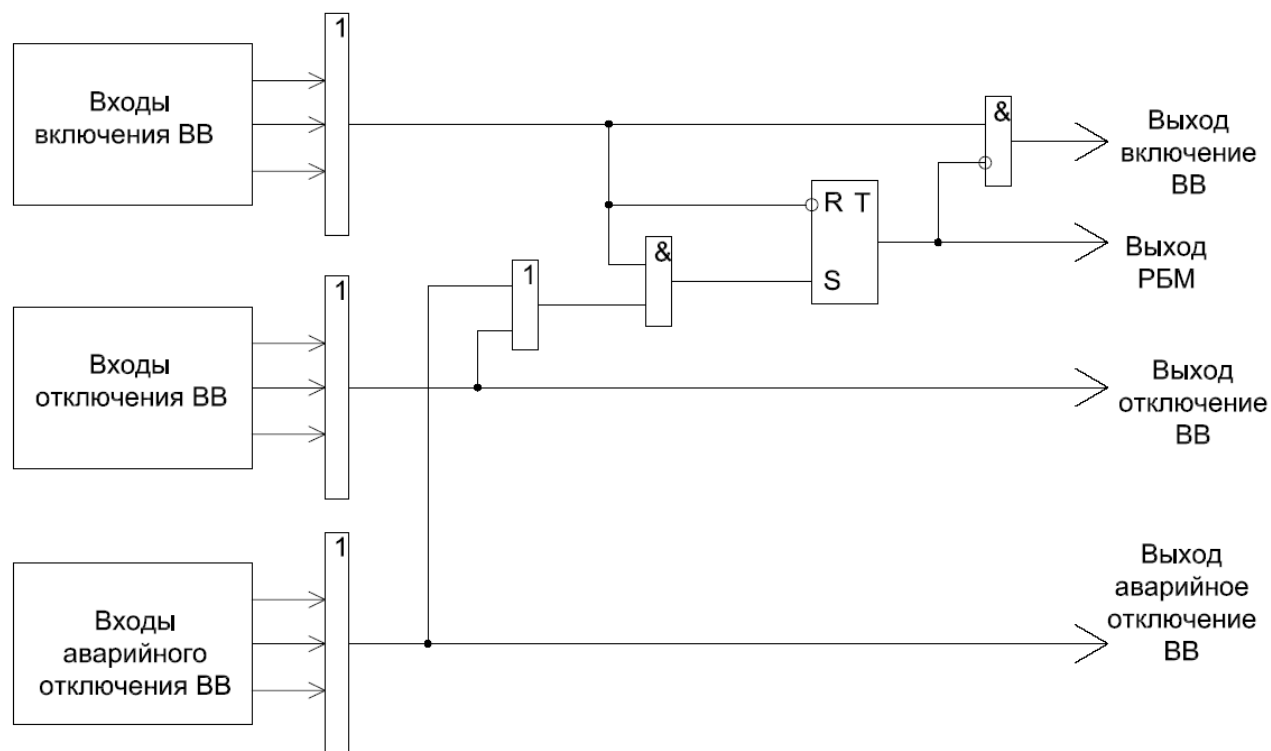 1
Входы
включения ВВ
&
Выход
включение
ВВ
R T
S
&
1
Выход
РБМ
1
Входы
отключения ВВ
Выход
отключение
ВВ
1
Входы
аварийного
отключения ВВ
Выход
аварийное
отключение
ВВ